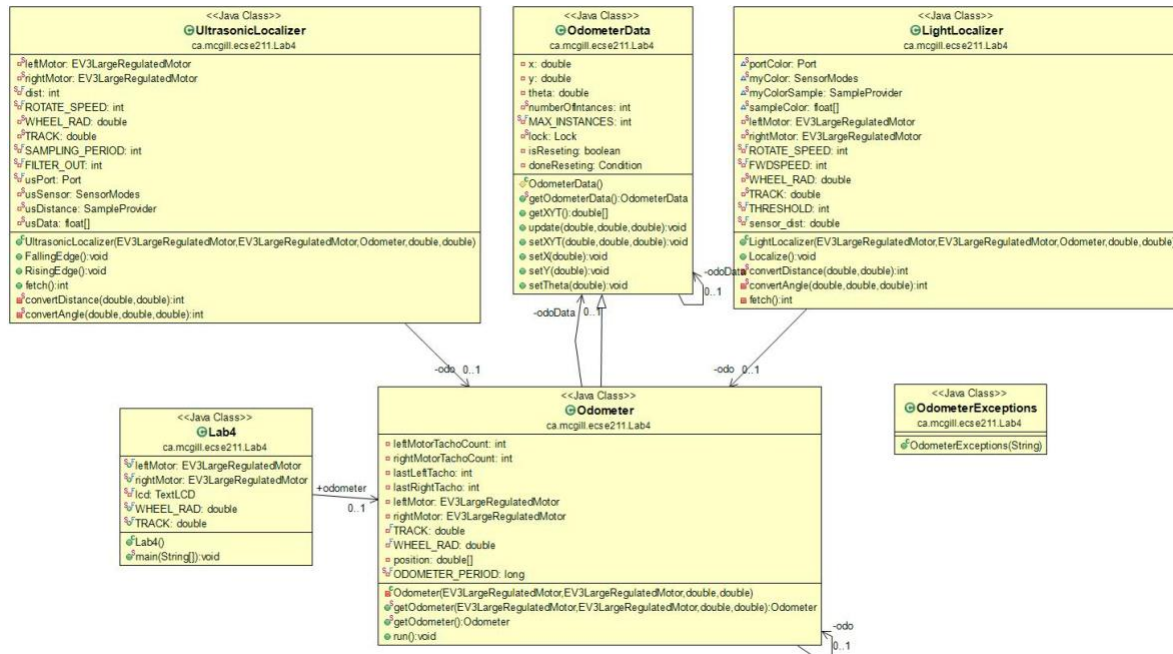 <<Java Class>>
UltrasonicLocalizer
ca.mcgill.ecse211.Lab4
leftMotor: EV3LargeRegulatedMotor
rightMotor: EV3LargeRegulatedMotor
dist: int
ROTATE_SPEED: int
WHEEL_RAD: double
TRACK: double
SAMPLING_PERIOD: int
FILTER_OUT: int
usPort: Port
usSensor: SensorModes
usDistance: SampleProvider
usData: float[]
UltrasonicLocalizer(EV3LargeRegulatedMotor,EV3LargeRegulatedMotor,Odometer,double,double)
FallingEdge():void
RisingEdge():void
fetch():int
convertDistance(double,double):int
convertAngle(double,double,double):int
<<Java Class>>
OdometerData
ca.mcgill.ecse211.Lab4
x: double
y: double
theta: double
numberOfIntances: int
MAX_INSTANCES: int
lock: Lock
isReseting: boolean
doneReseting: Condition
OdometerData()
getOdometerData():OdometerData
getXYT():double[]
update(double,double,double):void
setXYT(double,double,double):void
setX(double):void
setY(double):void
setTheta(double):void
<<Java Class>>
LightLocalizer
ca.mcgill.ecse211.Lab4
portColor: Port
myColor: SensorModes
myColorSample: SampleProvider
sampleColor: float[]
leftMotor: EV3LargeRegulatedMotor
rightMotor: EV3LargeRegulatedMotor
ROTATE_SPEED: int
FWDSPEED: int
WHEEL_RAD: double
TRACK: double
THRESHOLD: int
sensor_dist: double
LightLocalizer(EV3LargeRegulatedMotor,EV3LargeRegulatedMotor,Odometer,double,double)
Localize():void
convertDistance(double,double):int
convertAngle(double,double,double):int
fetch():int
-odoData
0..1
-odoData
0..1
-odo 0..1
-odo 0..1
<<Java Class>>
Lab4
ca.mcgill.ecse211.Lab4
leftMotor: EV3LargeRegulatedMotor
rightMotor: EV3LargeRegulatedMotor
lcd: TextLCD
WHEEL_RAD: double
TRACK: double
Lab4()
main(String[]):void
+odometer
0..1
<<Java Class>>
Odometer
ca.mcgill.ecse211.Lab4
leftMotorTachoCount: int
rightMotorTachoCount: int
lastLeftTacho: int
lastRightTacho: int
leftMotor: EV3LargeRegulatedMotor
rightMotor: EV3LargeRegulatedMotor
TRACK: double
WHEEL_RAD: double
position: double[]
ODOMETER_PERIOD: long
Odometer(EV3LargeRegulatedMotor,EV3LargeRegulatedMotor,double,double)
getOdometer(EV3LargeRegulatedMotor,EV3LargeRegulatedMotor,double,double):Odometer
getOdometer():Odometer
run():void
-odo
0..1
<<Java Class>>
OdometerExceptions
ca.mcgill.ecse211.Lab4
OdometerExceptions(String)